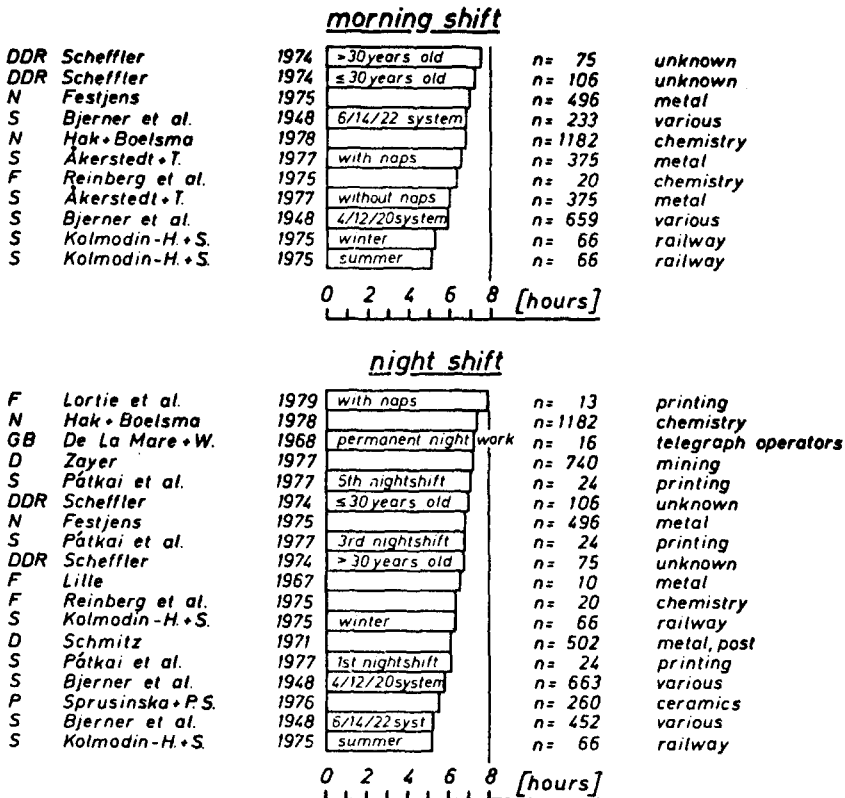 morning shift
DDR Scheffler 1974 >30 years old n= 75 unknown
DDR Scheffler 1974 ≤30 years old n= 106 unknown
N Festjens 1975 n= 496 metal
S Bjerner et al. 1948 6/14/22 system n= 233 various
N Hak+Boelsma 1978 n= 1182 chemistry
S Åkerstedt+T. 1977 with naps n= 375 metal
F Reinberg et al. 1975 n= 20 chemistry
S Åkerstedt+T. 1977 without naps n= 375 metal
S Bjerner et al. 1948 4/12/20system n= 659 various
S Kolmodin-H.+S. 1975 winter n= 66 railway
S Kolmodin-H.+S. 1975 summer n= 66 railway
0 2 4 6 8 [hours]
night shift
F Lortie et al. 1979 with naps n= 13 printing
N Hak+Boelsma 1978 n= 1182 chemistry
GB De La Mare+W. 1968 permanent night work n= 16 telegraph operators
D Zayer 1977 n= 740 mining
S Pátkai et al. 1977 5th nightshift n= 24 printing
DDR Scheffler 1974 ≤30 years old n= 106 unknown
N Festjens 1975 n= 496 metal
S Pátkai et al. 1977 3rd nightshift n= 24 printing
DDR Scheffler 1974 >30 years old n= 75 unknown
F Lille 1967 n= 10 metal
F Reinberg et al. 1975 n= 20 chemistry
S Kolmodin-H.+S. 1975 winter n= 66 railway
D Schmitz 1971 n= 502 metal, post
S Pátkai et al. 1977 1st nightshift n= 24 printing
S Bjerner et al. 1948 4/12/20system n= 663 various
P Sprusinska+P.S. 1976 n= 260 ceramics
S Bjerner et al. 1948 6/14/22 syst n= 452 various
S Kolmodin-H.+S. 1975 summer n= 66 railway
0 2 4 6 8 [hours]